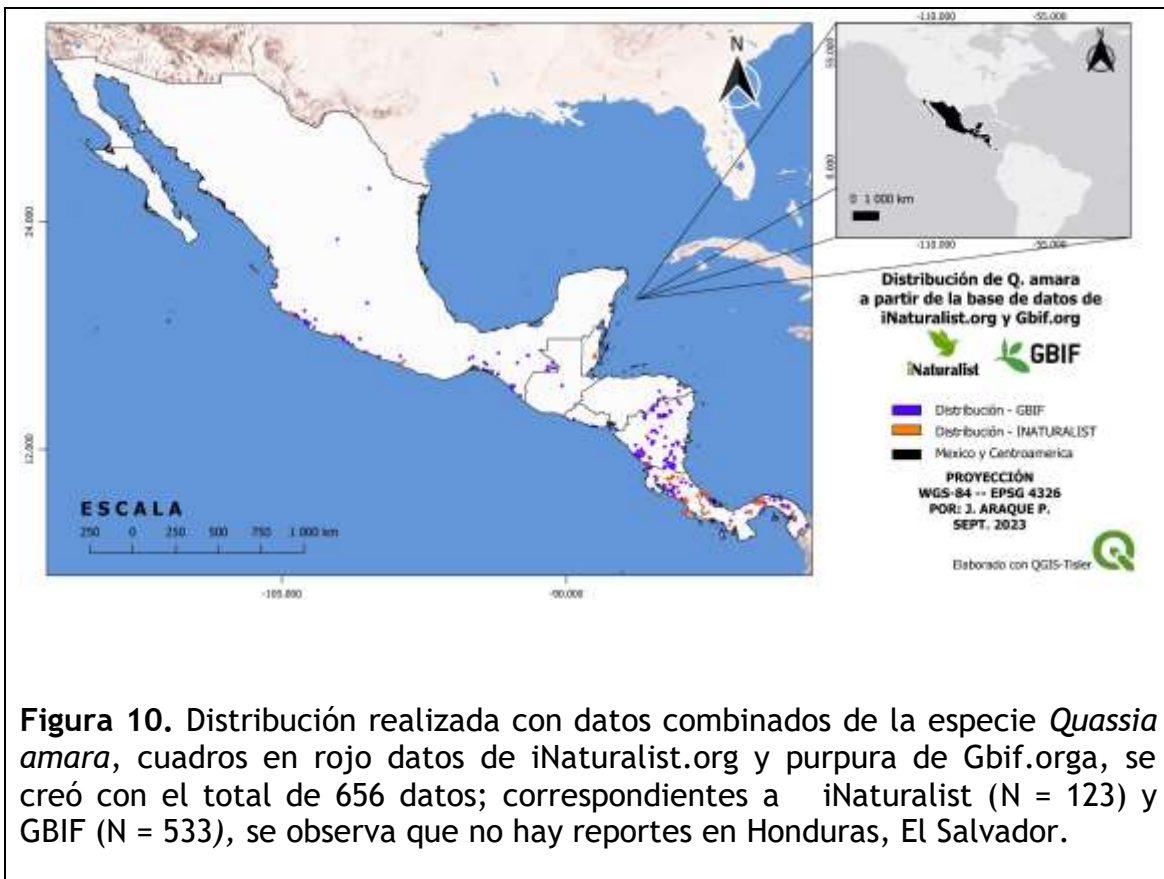 -110.000
-55.000
N
N
55.000
0.000
24.000
0 1 000 km
-110.000
-55.000
Distribución de Q. amara
a partir de la base de datos de
iNaturalist.org y Gbif.org
iNaturalist
GBIF
Distribución - GBIF
Distribución - INATURALIST
Mexico y Centroamerica
12.000
PROYECCIÓN
WGS-84 -- EPSG 4326
POR: J. ARAQUE P.
SEPT. 2023
ESCALA
250 0 250 500 750 1 000 km
Elaborado con QGIS-Tisler
-105.000
-90.000
Figura 10. Distribución realizada con datos combinados de la especie Quassia
amara, cuadros en rojo datos de iNaturalist.org y purpura de Gbif.orga, se
creó con el total de 656 datos; correspondientes a iNaturalist (N = 123) y
GBIF (N = 533), se observa que no hay reportes en Honduras, El Salvador.